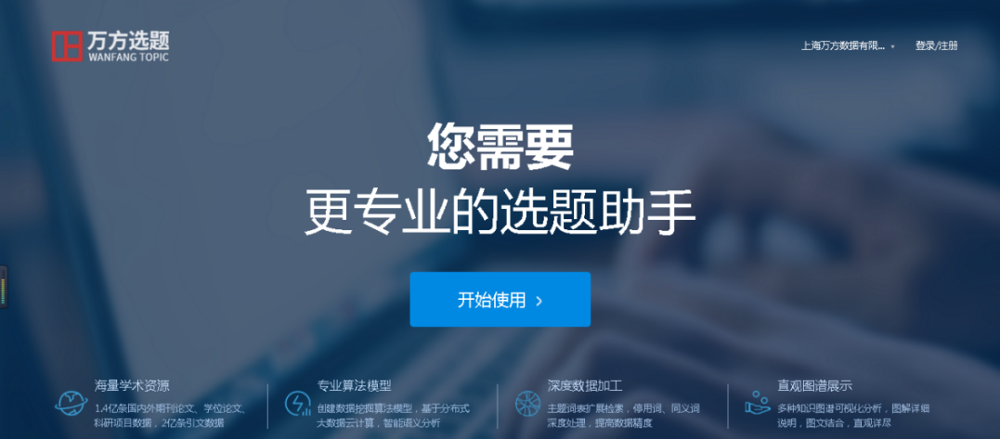 万方选题
WANFANG TOPIC
上海万方数据有限... 登录/注册
您需要
更专业的选题助手
开始使用 >
海量学术资源
1.4亿条国内外期刊论文、学位论文、
科研项目数据，2亿条引文数据
专业算法模型
创建数据挖掘算法模型，基于分布式
大数据云计算，智能语义分析
深度数据加工
主题词表扩展检索，停用词、同义词
深度处理，提高数据精度
直观图谱展示
多种知识图谱可视化分析，图解详细
说明，图文结合，直观详尽